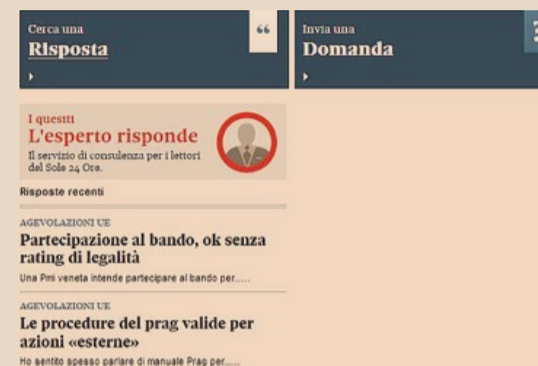 Cerca una
Risposta
“
Invia una
Domanda
I quesiti
L'esperto risponde
Il servizio di consulenza per i lettori
del Sole 24 Ore.
Risposte recenti
AGEVOLAZIONI UE
Partecipazione al bando, ok senza
rating di legalità
Una Pmi veneta intende partecipare al bando per.....
AGEVOLAZIONI UE
Le procedure del prag valide per
azioni «esterne»
Ho sentito spesso parlare di manuale Prag per.....